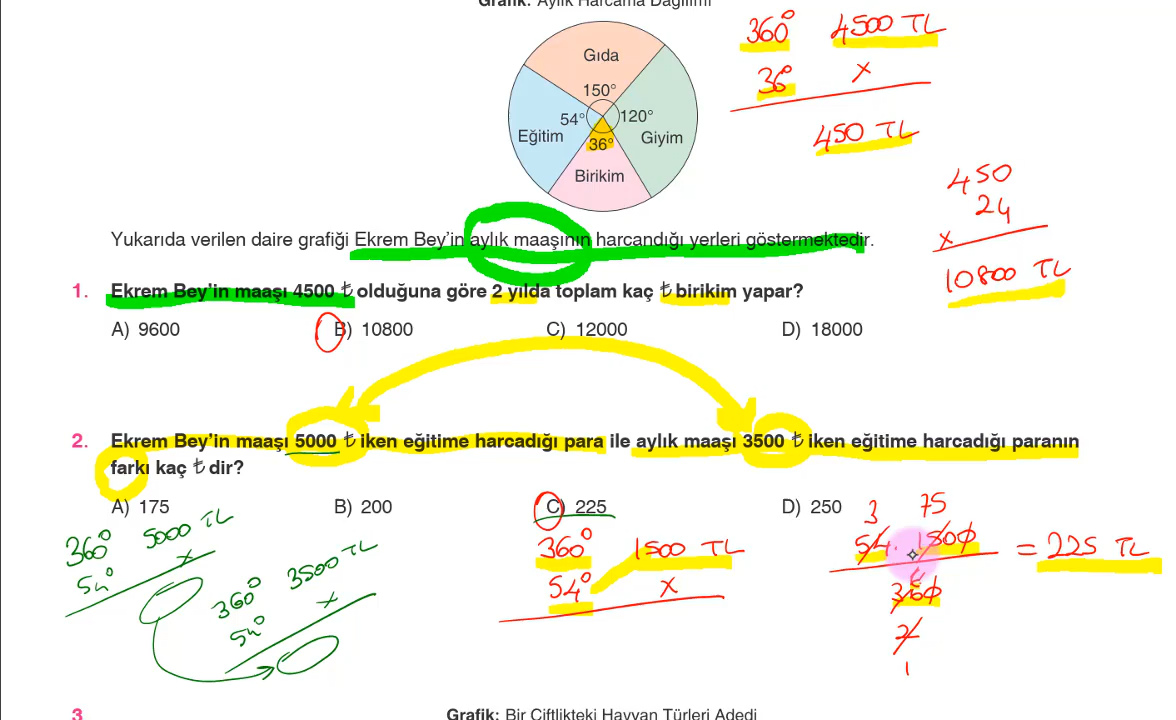 Grafik: Aylık Harcama Dağılımı
Gıda
150°
54°
120°
Eğitim
36°
Giyim
Birikim
360° 4500 TL
36° x
450 TL
450
24
x
10800 TL
Yukarıda verilen daire grafiği Ekrem Bey'in aylık maaşının harcandığı yerleri göstermektedir.
1. Ekrem Bey'in maaşı 4500 ₺ olduğuna göre 2 yılda toplam kaç ₺ birikim yapar?
A) 9600 B) 10800 C) 12000 D) 18000
2. Ekrem Bey'in maaşı 5000 ₺ iken eğitime harcadığı para ile aylık maaşı 3500 ₺ iken eğitime harcadığı paranın
farkı kaç ₺ dir?
A) 175 B) 200 C) 225 D) 250
360° 5000 TL
54° x
360° 3500 TL
54° x
360° 1500 TL
54° x
3 75
54 . 1500 = 225 TL
360
2
1
3
Grafik: Bir Çiftlikteki Hayvan Türleri Adedi